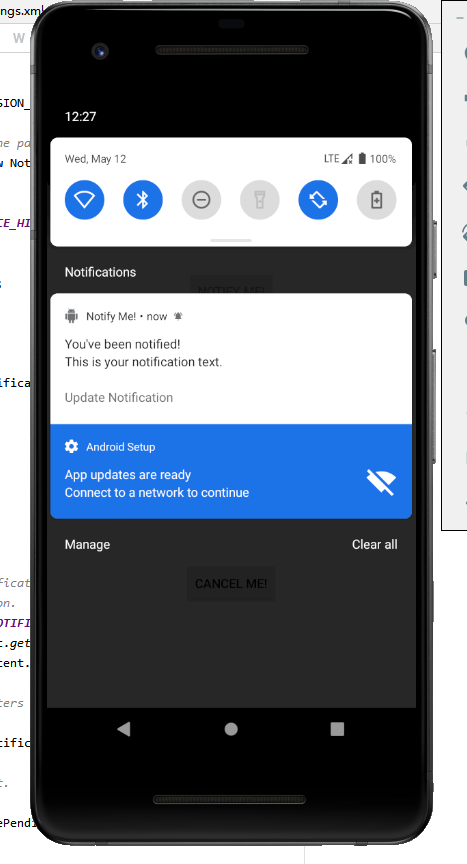 ngs.xml
W
SION_
12:27
ne pa
w Not
Wed, May 12 LTE 100%
CE_HI
Notifications
NOTIFY ME!
s
Notify Me! • now
You've been notified!
This is your notification text.
ifica
Update Notification
Android Setup
App updates are ready
Connect to a network to continue
Manage Clear all
ificat
CANCEL ME!
on.
OTIFI
t.get
tent.
ters
tific
t.
ePendi